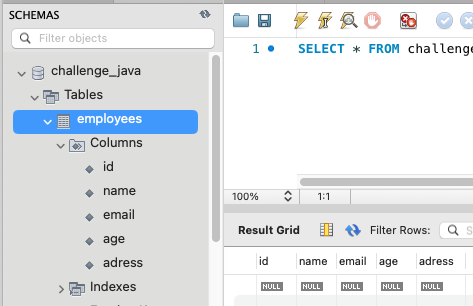 SCHEMAS
Filter objects
challenge_java
Tables
employees
Columns
id
name
email
age
adress
Indexes
1 SELECT * FROM
100% 1:1
Result Grid Filter Rows:
id name email age adress
NULL NULL NULL NULL NULL